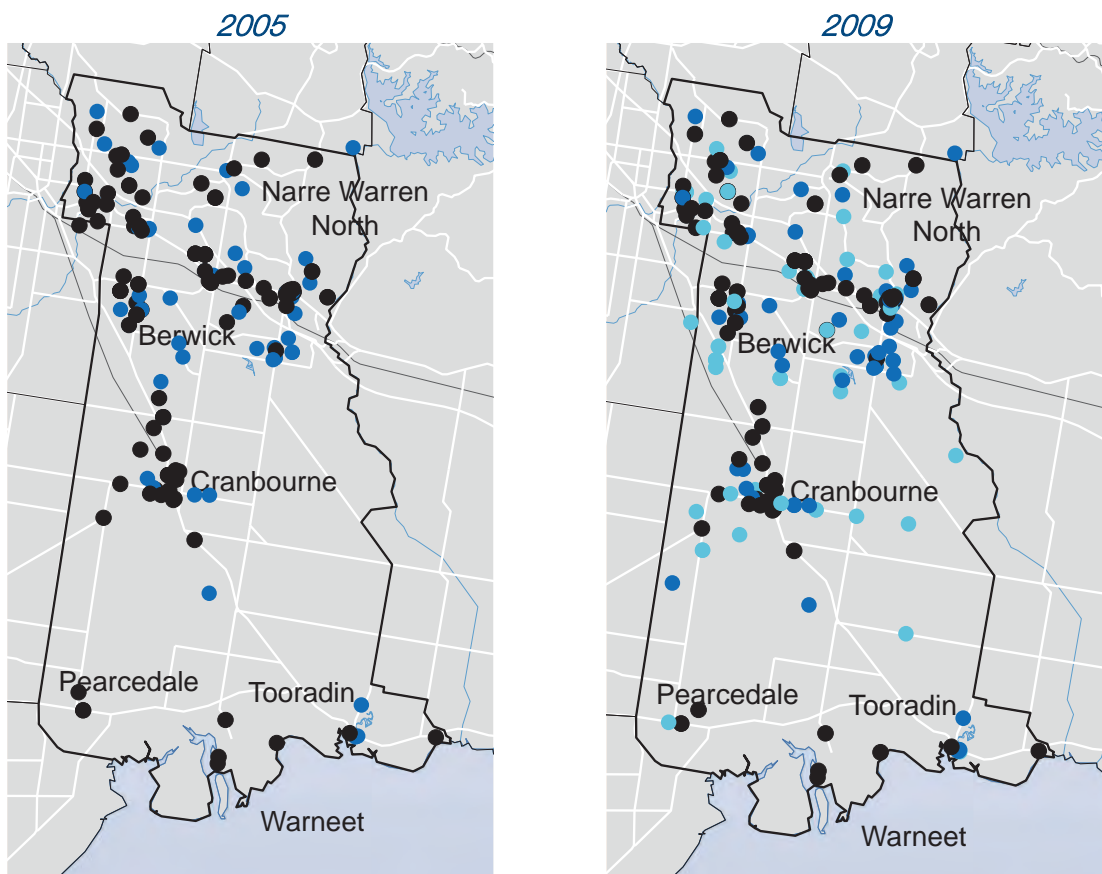 2005
Narre Warren
North
Berwick
Cranbourne
Pearcedale
Tooradin
Warneet
2009
Narre Warren
North
Berwick
Cranbourne
Pearcedale
Tooradin
Warneet